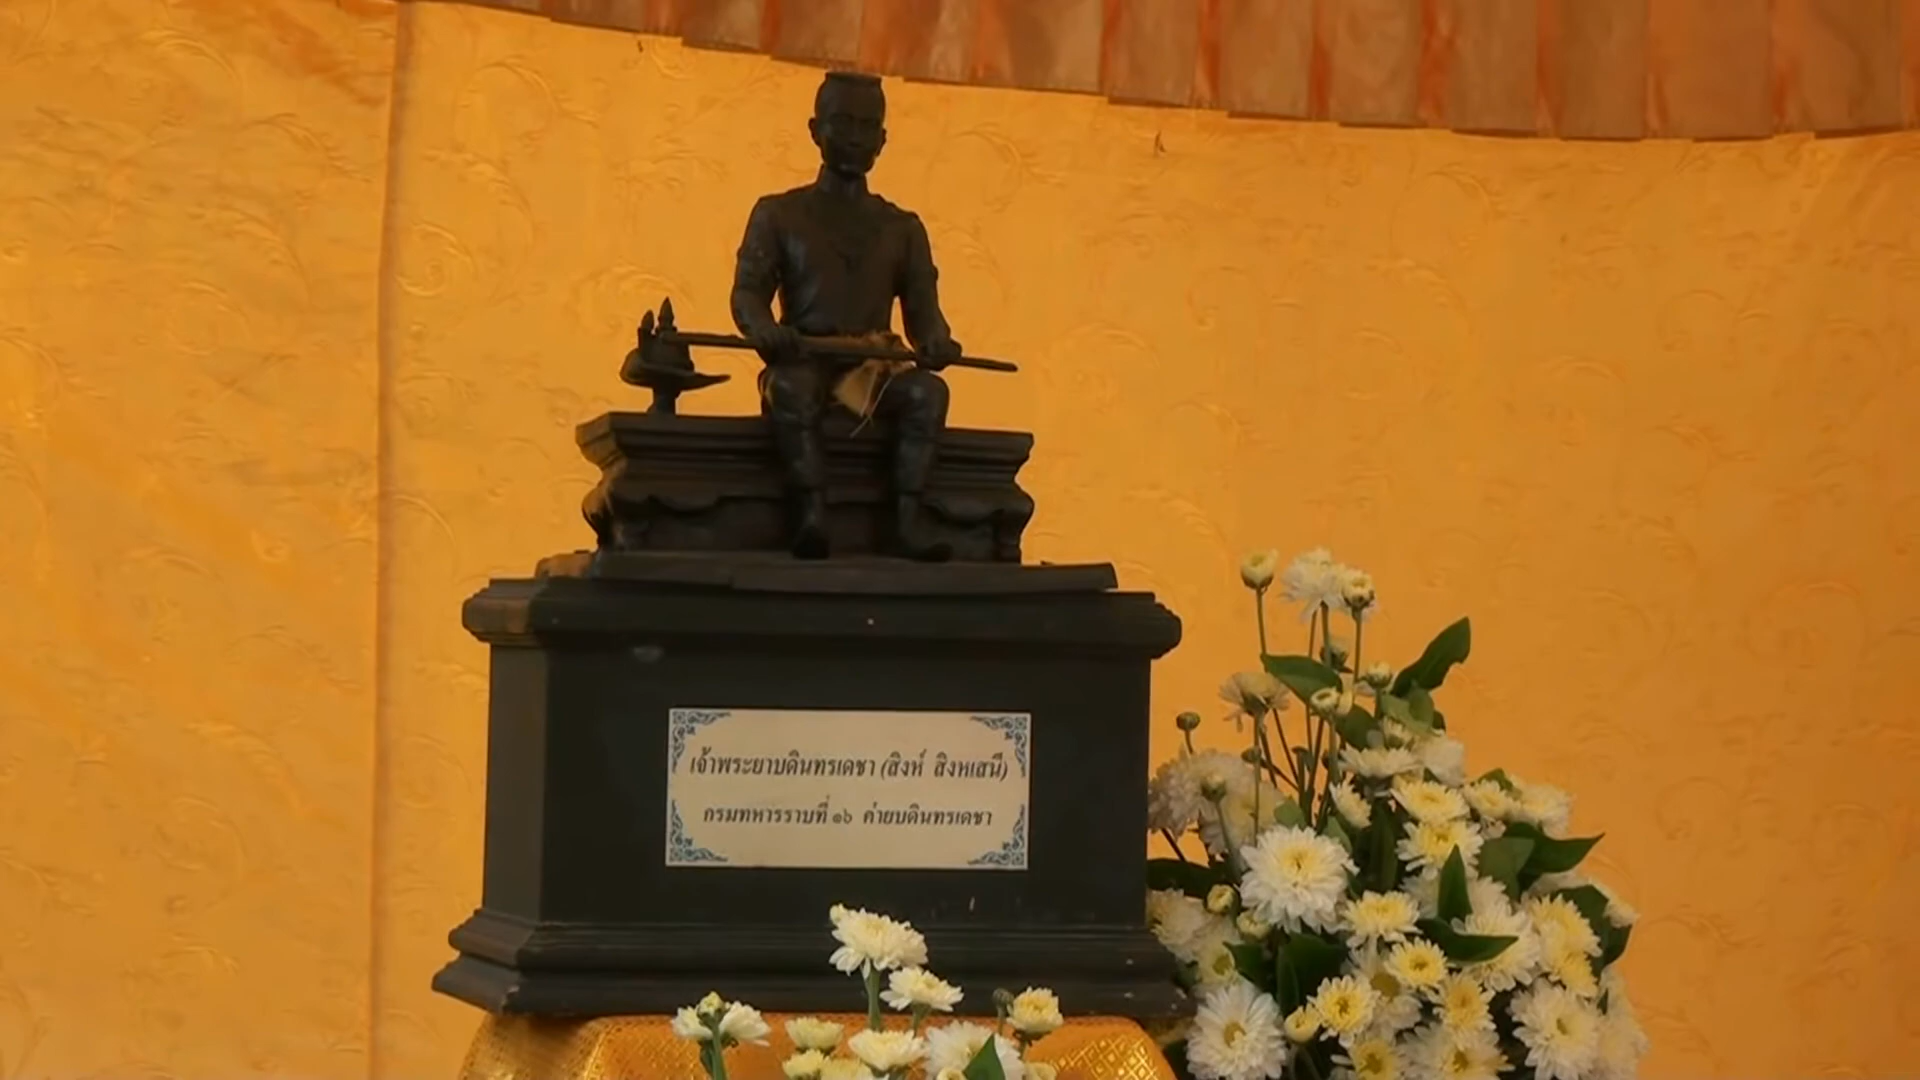 เจ้าพระยาบดินทรเดชา (สิงห์ สิงหเสนี)
กรมทหารราบที่ ๑๖ ค่ายบดินทรเดชา